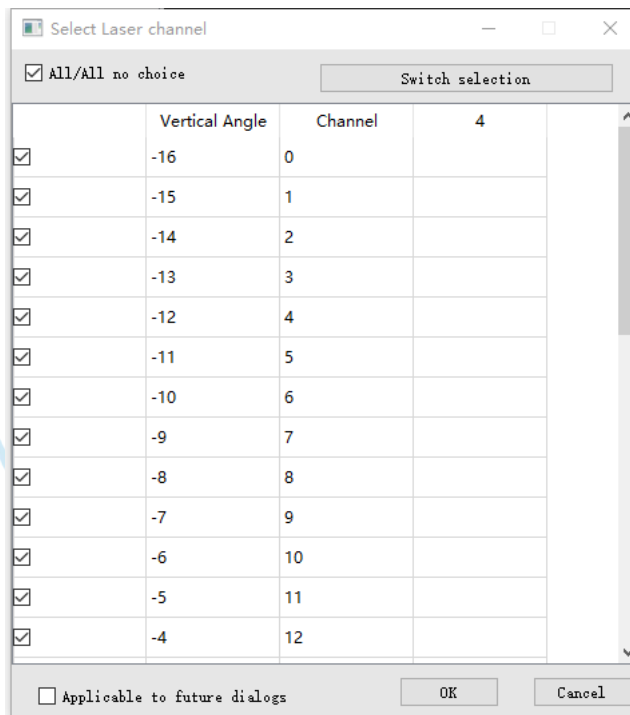 Select Laser channel
All/All no choice
Switch selection
Vertical Angle Channel 4
-16 0
-15 1
-14 2
-13 3
-12 4
-11 5
-10 6
-9 7
-8 8
-7 9
-6 10
-5 11
-4 12
Applicable to future dialogs
OK
Cancel